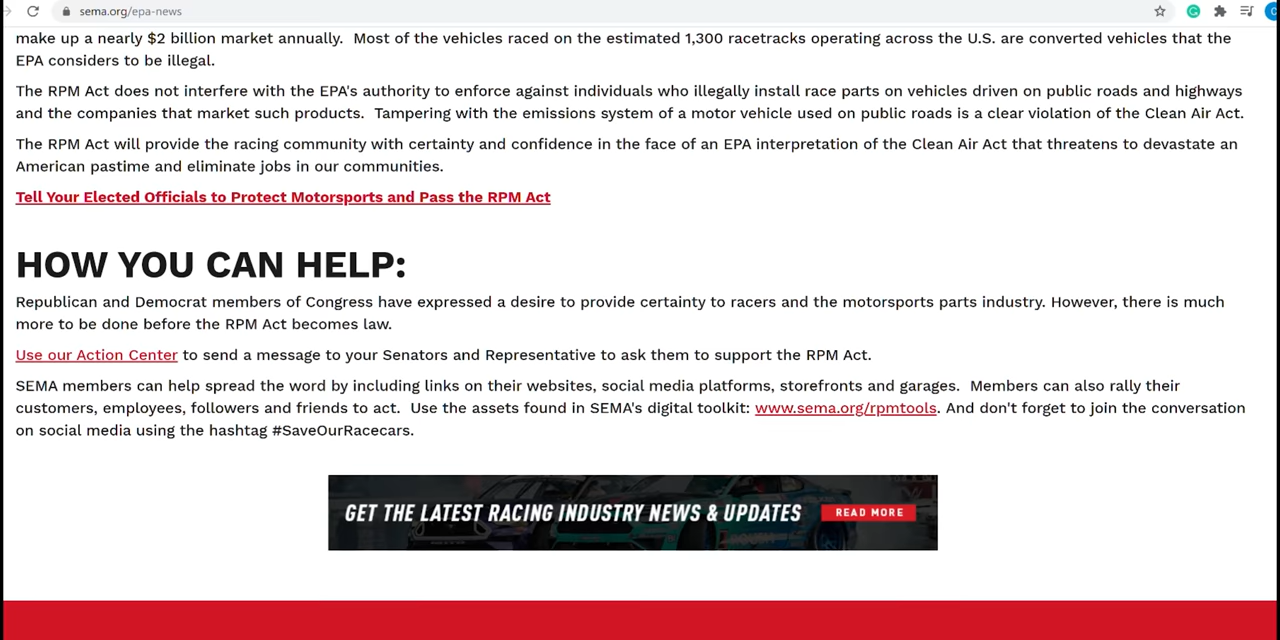 sema.org/epa-news
make up a nearly $2 billion market annually.  Most of the vehicles raced on the estimated 1,300 racetracks operating across the U.S. are converted vehicles that the
EPA considers to be illegal.
The RPM Act does not interfere with the EPA's authority to enforce against individuals who illegally install race parts on vehicles driven on public roads and highways
and the companies that market such products.  Tampering with the emissions system of a motor vehicle used on public roads is a clear violation of the Clean Air Act.
The RPM Act will provide the racing community with certainty and confidence in the face of an EPA interpretation of the Clean Air Act that threatens to devastate an
American pastime and eliminate jobs in our communities.
Tell Your Elected Officials to Protect Motorsports and Pass the RPM Act
HOW YOU CAN HELP:
Republican and Democrat members of Congress have expressed a desire to provide certainty to racers and the motorsports parts industry. However, there is much
more to be done before the RPM Act becomes law.
Use our Action Center to send a message to your Senators and Representative to ask them to support the RPM Act.
SEMA members can help spread the word by including links on their websites, social media platforms, storefronts and garages.  Members can also rally their
customers, employees, followers and friends to act.  Use the assets found in SEMA's digital toolkit: www.sema.org/rpmtools. And don't forget to join the conversation
on social media using the hashtag #SaveOurRacecars.
GET THE LATEST RACING INDUSTRY NEWS & UPDATES READ MORE